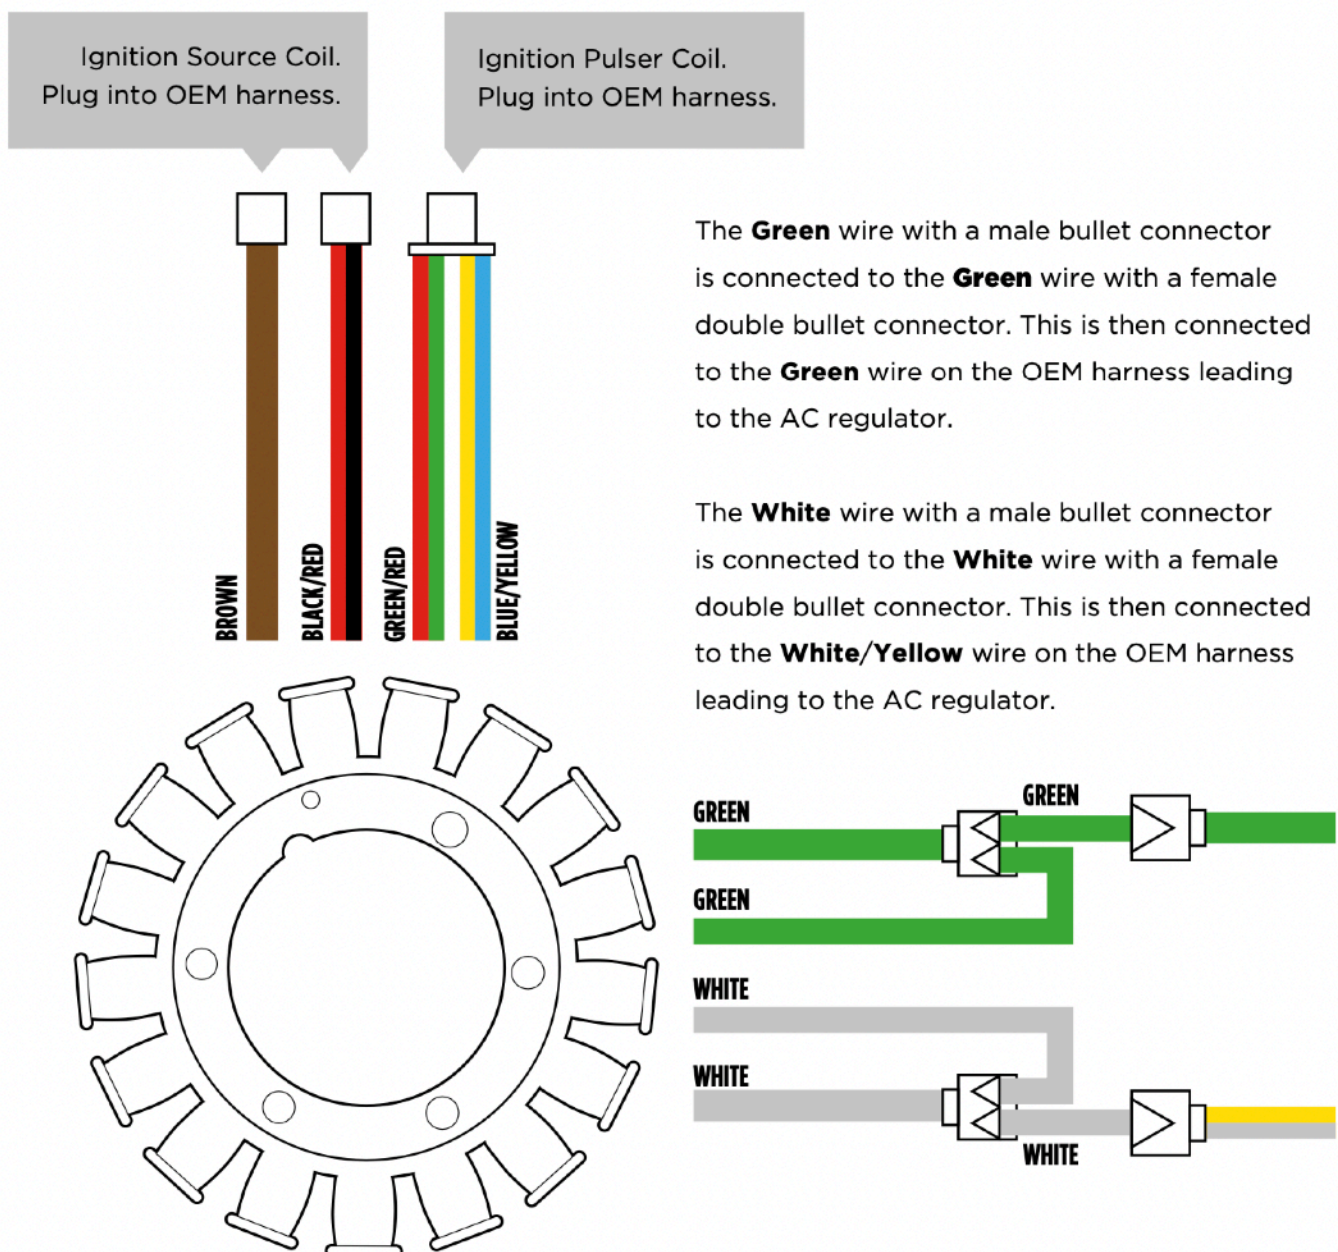 Ignition Source Coil.
Plug into OEM harness.
Ignition Pulser Coil.
Plug into OEM harness.
The Green wire with a male bullet connector
is connected to the Green wire with a female
double bullet connector. This is then connected
to the Green wire on the OEM harness leading
to the AC regulator.
The White wire with a male bullet connector
is connected to the White wire with a female
double bullet connector. This is then connected
to the White/Yellow wire on the OEM harness
leading to the AC regulator.
BROWN
BLACK/RED
GREEN/RED
BLUE/YELLOW
GREEN
GREEN
GREEN
WHITE
WHITE
WHITE